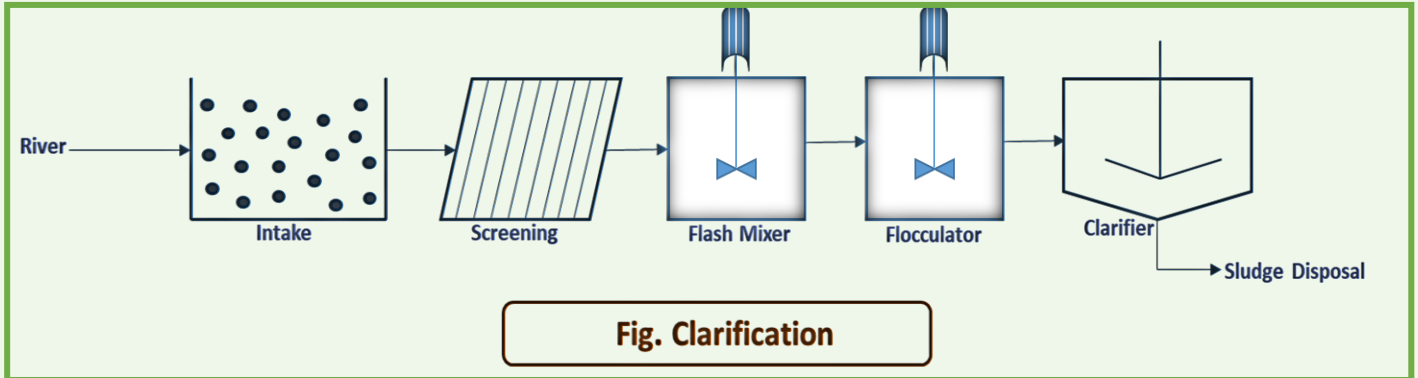 River
Intake
Screening
Flash Mixer
Flocculator
Clarifier
Sludge Disposal
Fig. Clarification